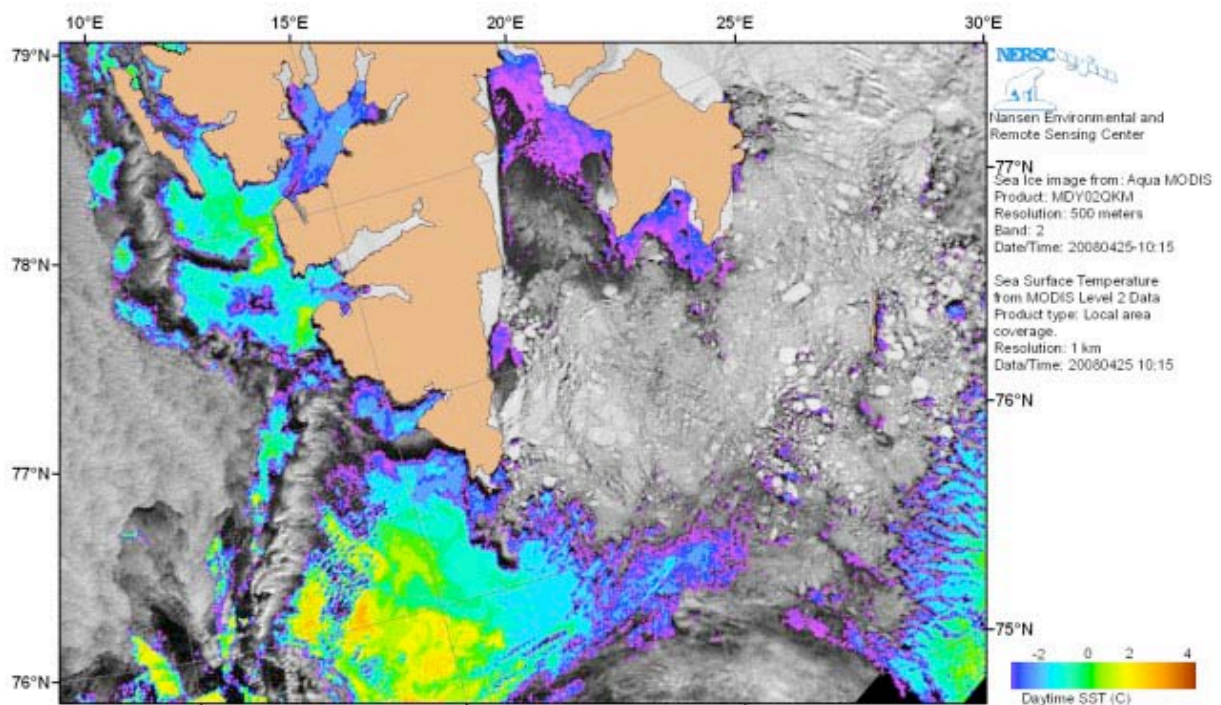 10°E 15°E 20°E 25°E 30°E
79°N
NERSC
Nansen Environmental and
Remote Sensing Center
77°N
Sea Ice image from: Aqua MODIS
Product: MDY02QKM
Resolution: 500 meters
Band: 2
Date/Time: 20080425-10:15
78°N
Sea Surface Temperature
from MODIS Level 2 Data
Product type: Local area
coverage.
Resolution: 1 km
Data/Time: 20080425 10:15
76°N
77°N
75°N
76°N
-2 0 2 4
Daytime SST (C)